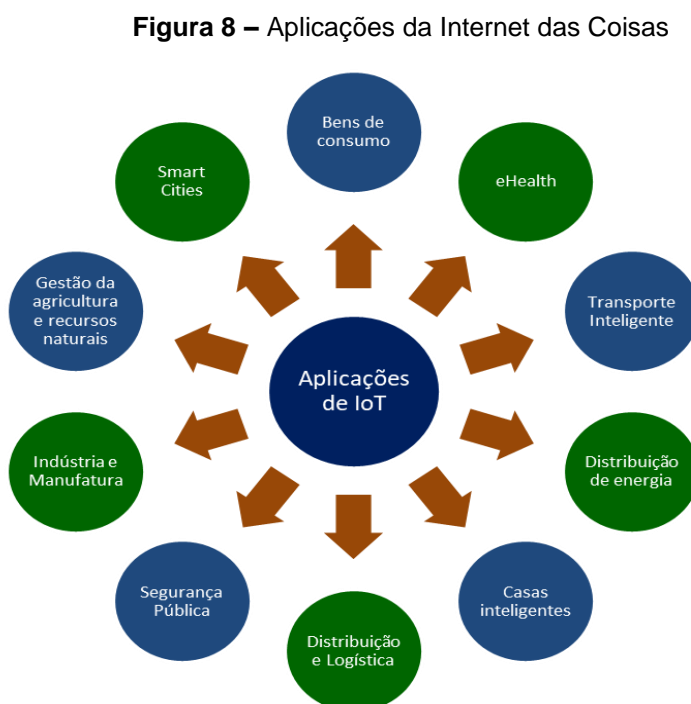 Figura 8 – Aplicações da Internet das Coisas
Bens de
consumo
eHealth
Transporte
Inteligente
Distribuição
de energia
Casas
inteligentes
Distribuição
e Logística
Segurança
Pública
Indústria e
Manufatura
Gestão da
agricultura
e recursos
naturais
Smart
Cities
Aplicações
de IoT